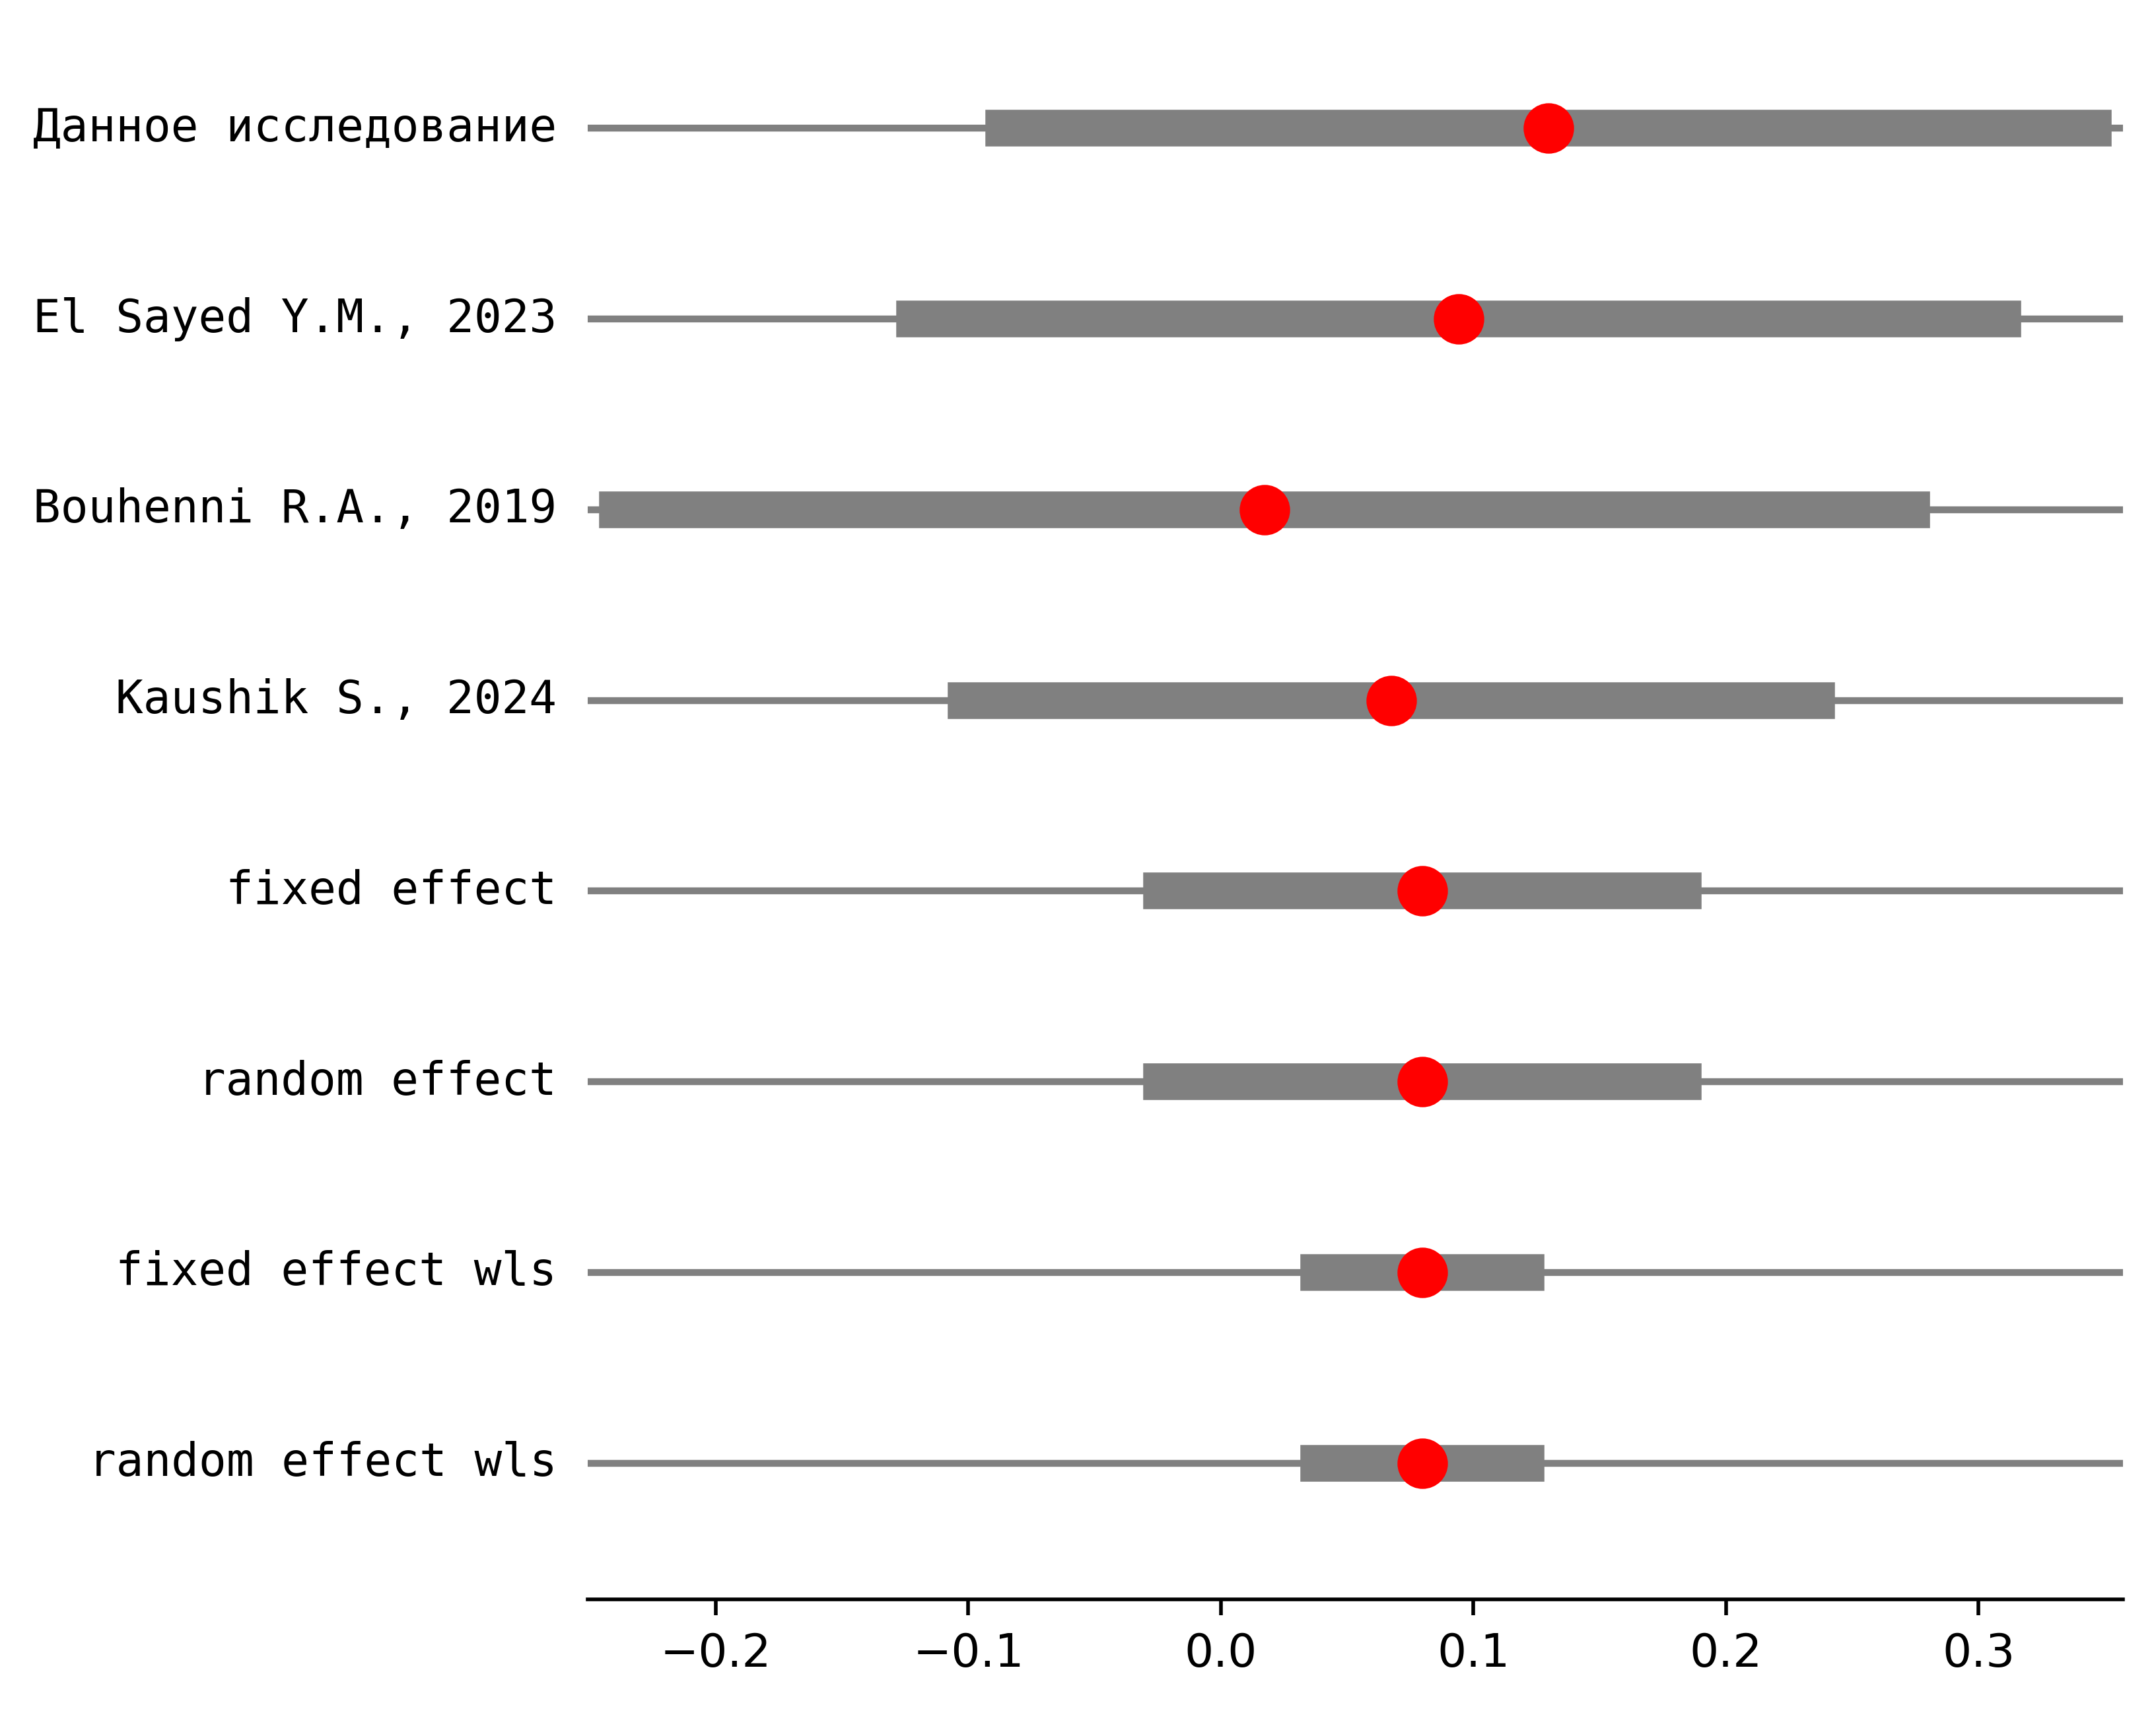 Данное исследование
El Sayed Y.M., 2023
Bouhenni R.A., 2019
Kaushik S., 2024
fixed effect
random effect
fixed effect wls
random effect wls
−0.2 −0.1 0.0 0.1 0.2 0.3